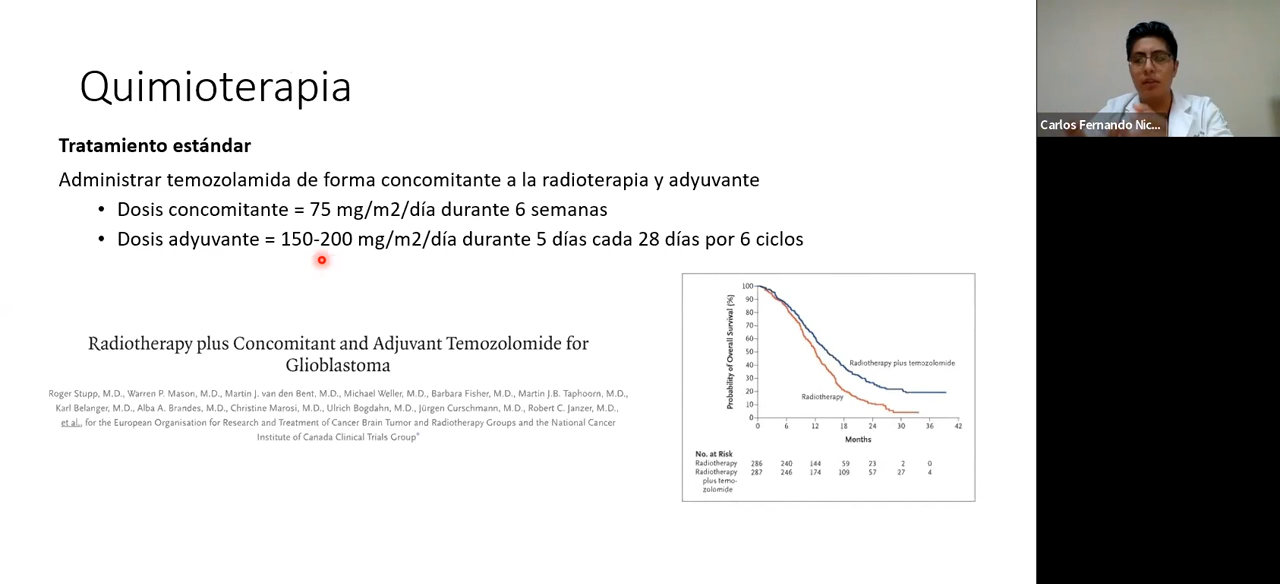 Quimioterapia
Tratamiento estándar
Administrar temozolamida de forma concomitante a la radioterapia y adyuvante
• Dosis concomitante = 75 mg/m2/día durante 6 semanas
• Dosis adyuvante = 150-200 mg/m2/día durante 5 días cada 28 días por 6 ciclos
Radiotherapy plus Concomitant and Adjuvant Temozolomide for
Glioblastoma
Roger Stupp, M.D., Warren P. Mason, M.D., Martin J. van den Bent, M.D., Michael Weller, M.D., Barbara Fisher, M.D., Martin J.B. Taphoorn, M.D.,
Karl Belanger, M.D., Alba A. Brandes, M.D., Christine Marosi, M.D., Ulrich Bogdahn, M.D., Jürgen Curschmann, M.D., Robert C. Janzer, M.D.,
et al., for the European Organisation for Research and Treatment of Cancer Brain Tumor and Radiotherapy Groups and the National Cancer
Institute of Canada Clinical Trials Group*
Probability of Overall Survival (%)
100
90
80
70
60
50
40
30
20
10
0
Radiotherapy plus temozolomide
Radiotherapy
0 6 12 18 24 30 36 42
Months
No. at Risk
Radiotherapy 286 240 144 59 23 2 0
Radiotherapy 287 246 174 109 57 27 4
plus temo-
zolomide
Carlos Fernando Nic...